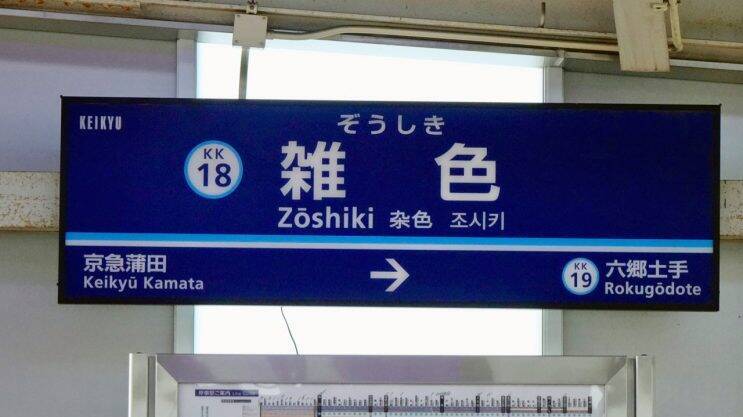 KEIKYU
ぞうしき
KK
18
雑色
Zōshiki 杂色 조시키
京急蒲田
Keikyū Kamata
→
KK
19
六郷土手
Rokugōdote